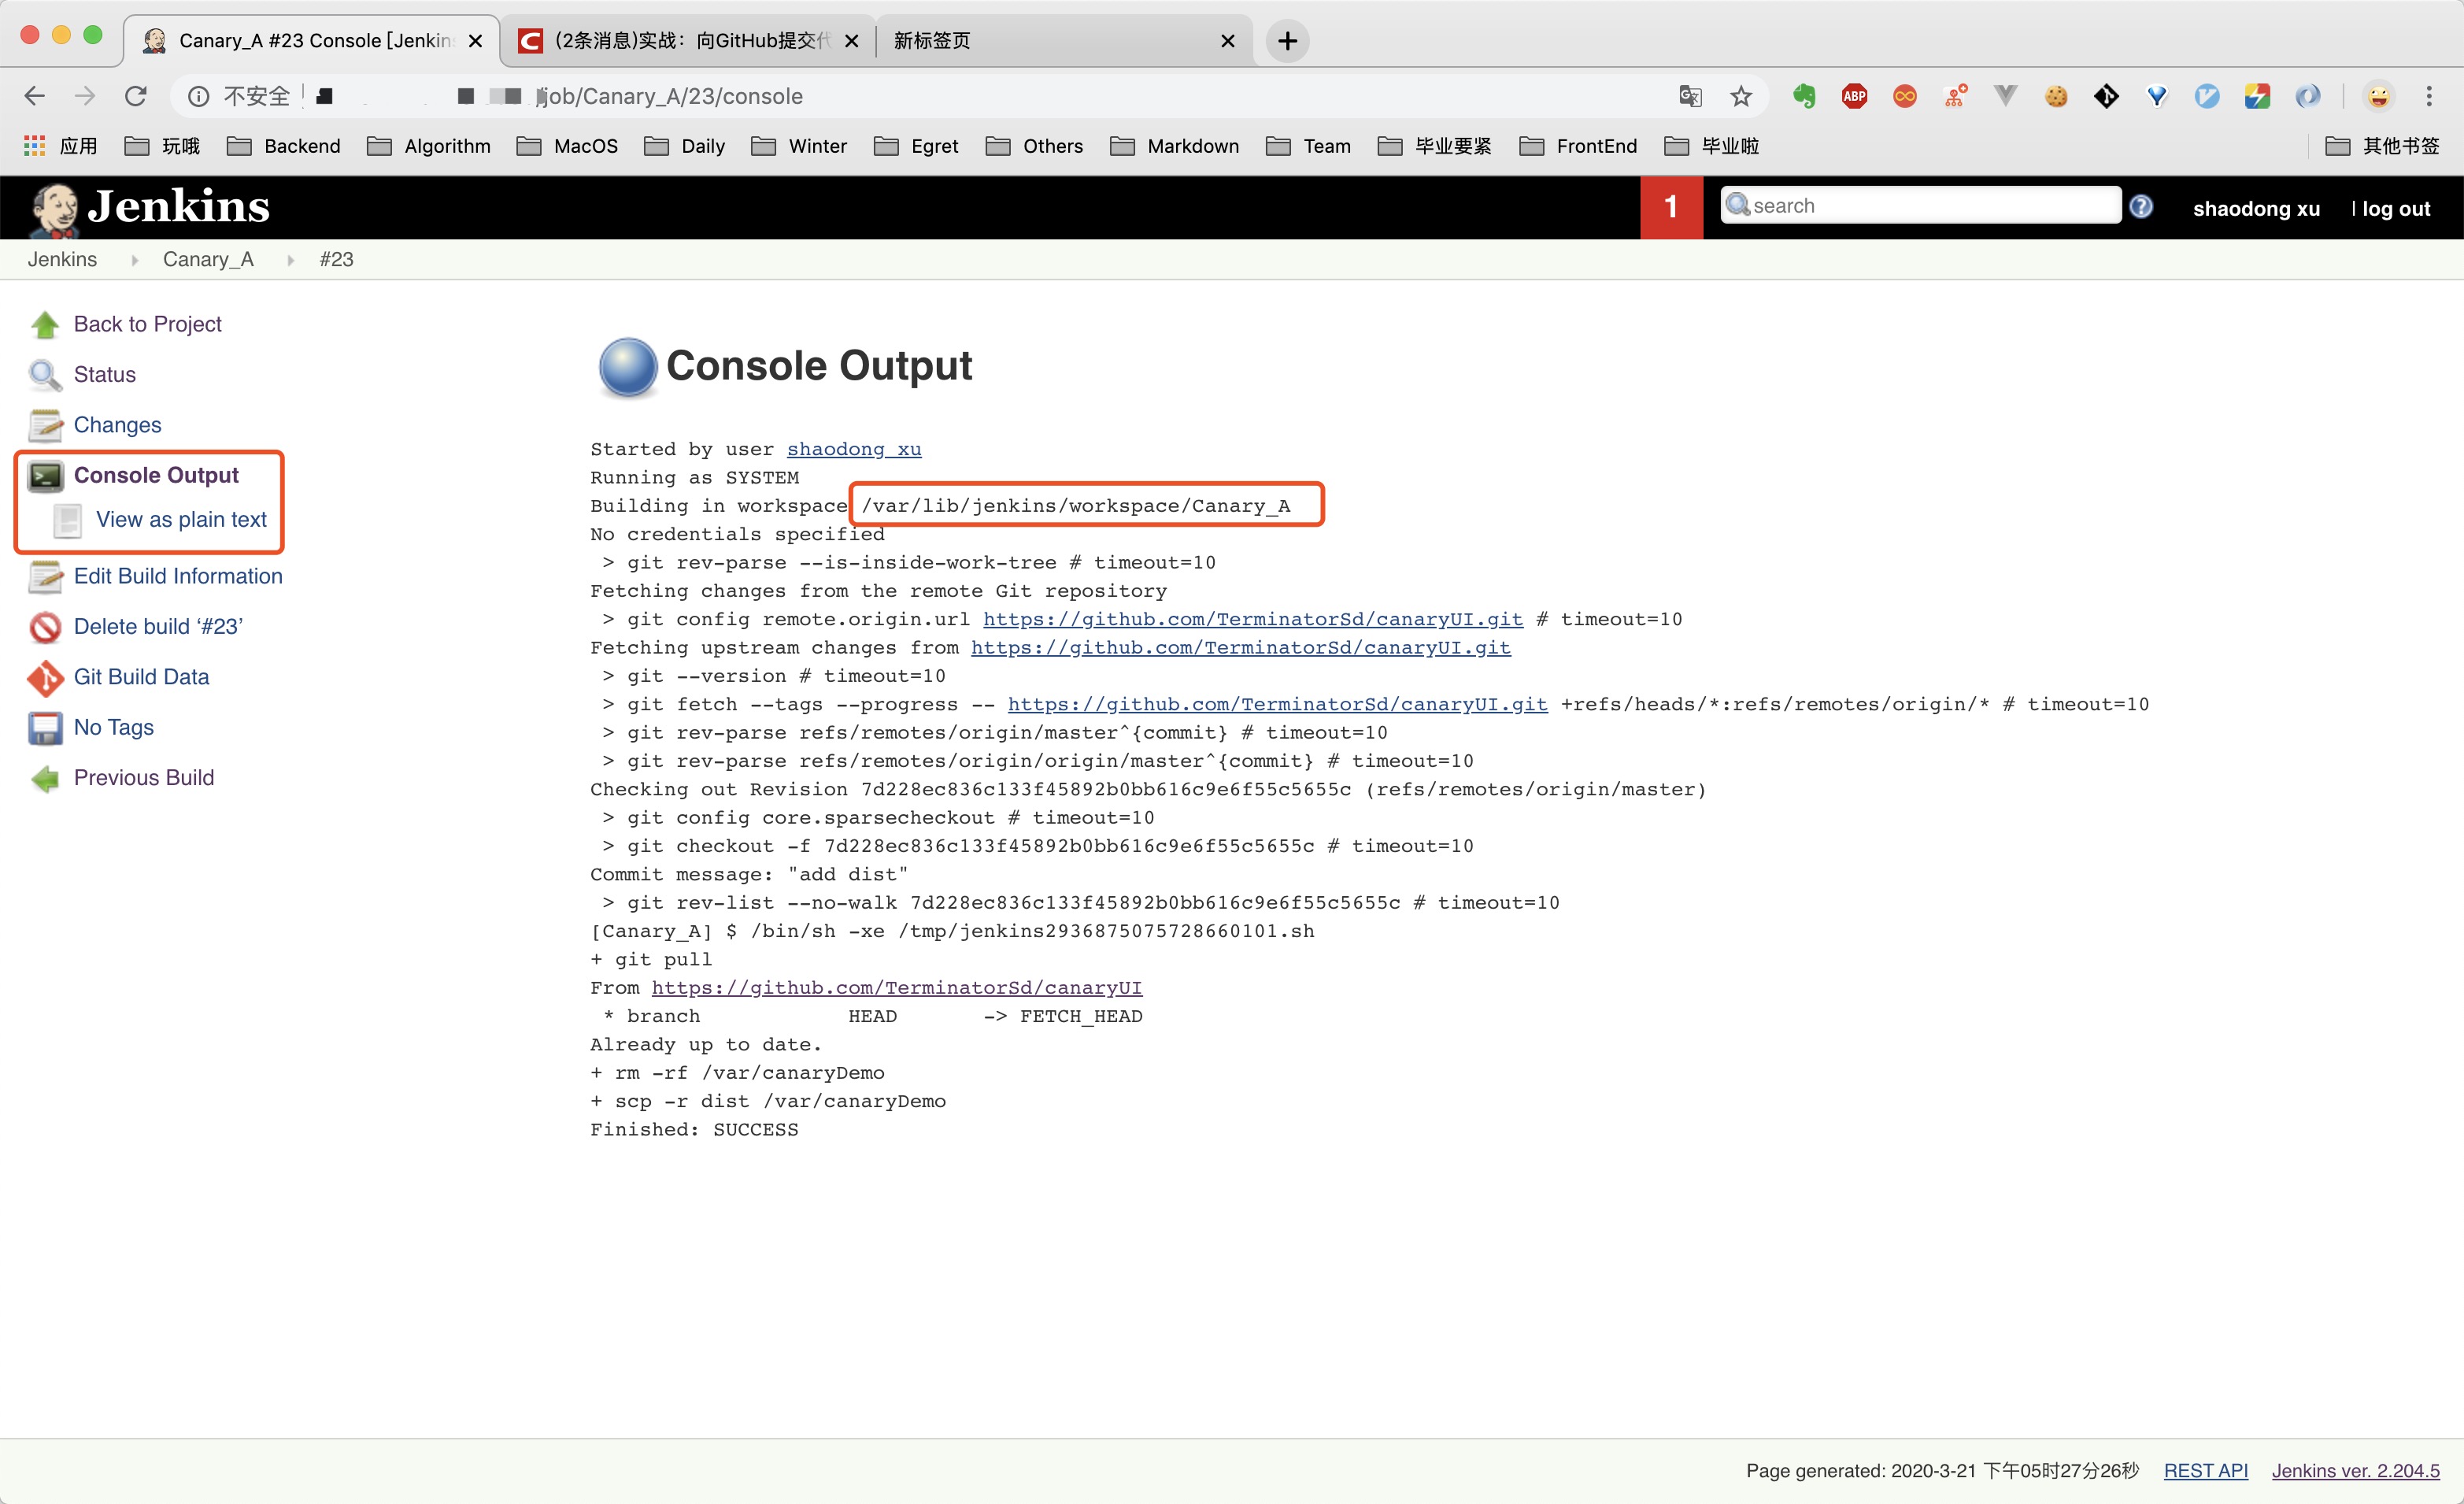 Canary_A #23 Console [Jenkin
(2条消息)实战：向GitHub提交代
新标签页
不安全
job/Canary_A/23/console
ABP
应用 玩哦 Backend Algorithm MacOS Daily Winter Egret Others Markdown Team 毕业要紧 FrontEnd 毕业啦 其他书签
Jenkins
1
search
shaodong xu
| log out
Jenkins
Canary_A
#23
Back to Project
Status
Changes
Console Output
View as plain text
Edit Build Information
Delete build ‘#23’
Git Build Data
No Tags
Previous Build
Console Output
Started by user shaodong xu
Running as SYSTEM
Building in workspace /var/lib/jenkins/workspace/Canary_A
No credentials specified
> git rev-parse --is-inside-work-tree # timeout=10
Fetching changes from the remote Git repository
> git config remote.origin.url https://github.com/TerminatorSd/canaryUI.git # timeout=10
Fetching upstream changes from https://github.com/TerminatorSd/canaryUI.git
> git --version # timeout=10
> git fetch --tags --progress -- https://github.com/TerminatorSd/canaryUI.git +refs/heads/*:refs/remotes/origin/* # timeout=10
> git rev-parse refs/remotes/origin/master^{commit} # timeout=10
> git rev-parse refs/remotes/origin/origin/master^{commit} # timeout=10
Checking out Revision 7d228ec836c133f45892b0bb616c9e6f55c5655c (refs/remotes/origin/master)
> git config core.sparsecheckout # timeout=10
> git checkout -f 7d228ec836c133f45892b0bb616c9e6f55c5655c # timeout=10
Commit message: "add dist"
> git rev-list --no-walk 7d228ec836c133f45892b0bb616c9e6f55c5655c # timeout=10
[Canary_A] $ /bin/sh -xe /tmp/jenkins2936875075728660101.sh
+ git pull
From https://github.com/TerminatorSd/canaryUI
* branch HEAD -> FETCH_HEAD
Already up to date.
+ rm -rf /var/canaryDemo
+ scp -r dist /var/canaryDemo
Finished: SUCCESS
Page generated: 2020-3-21 下午05时27分26秒 REST API Jenkins ver. 2.204.5